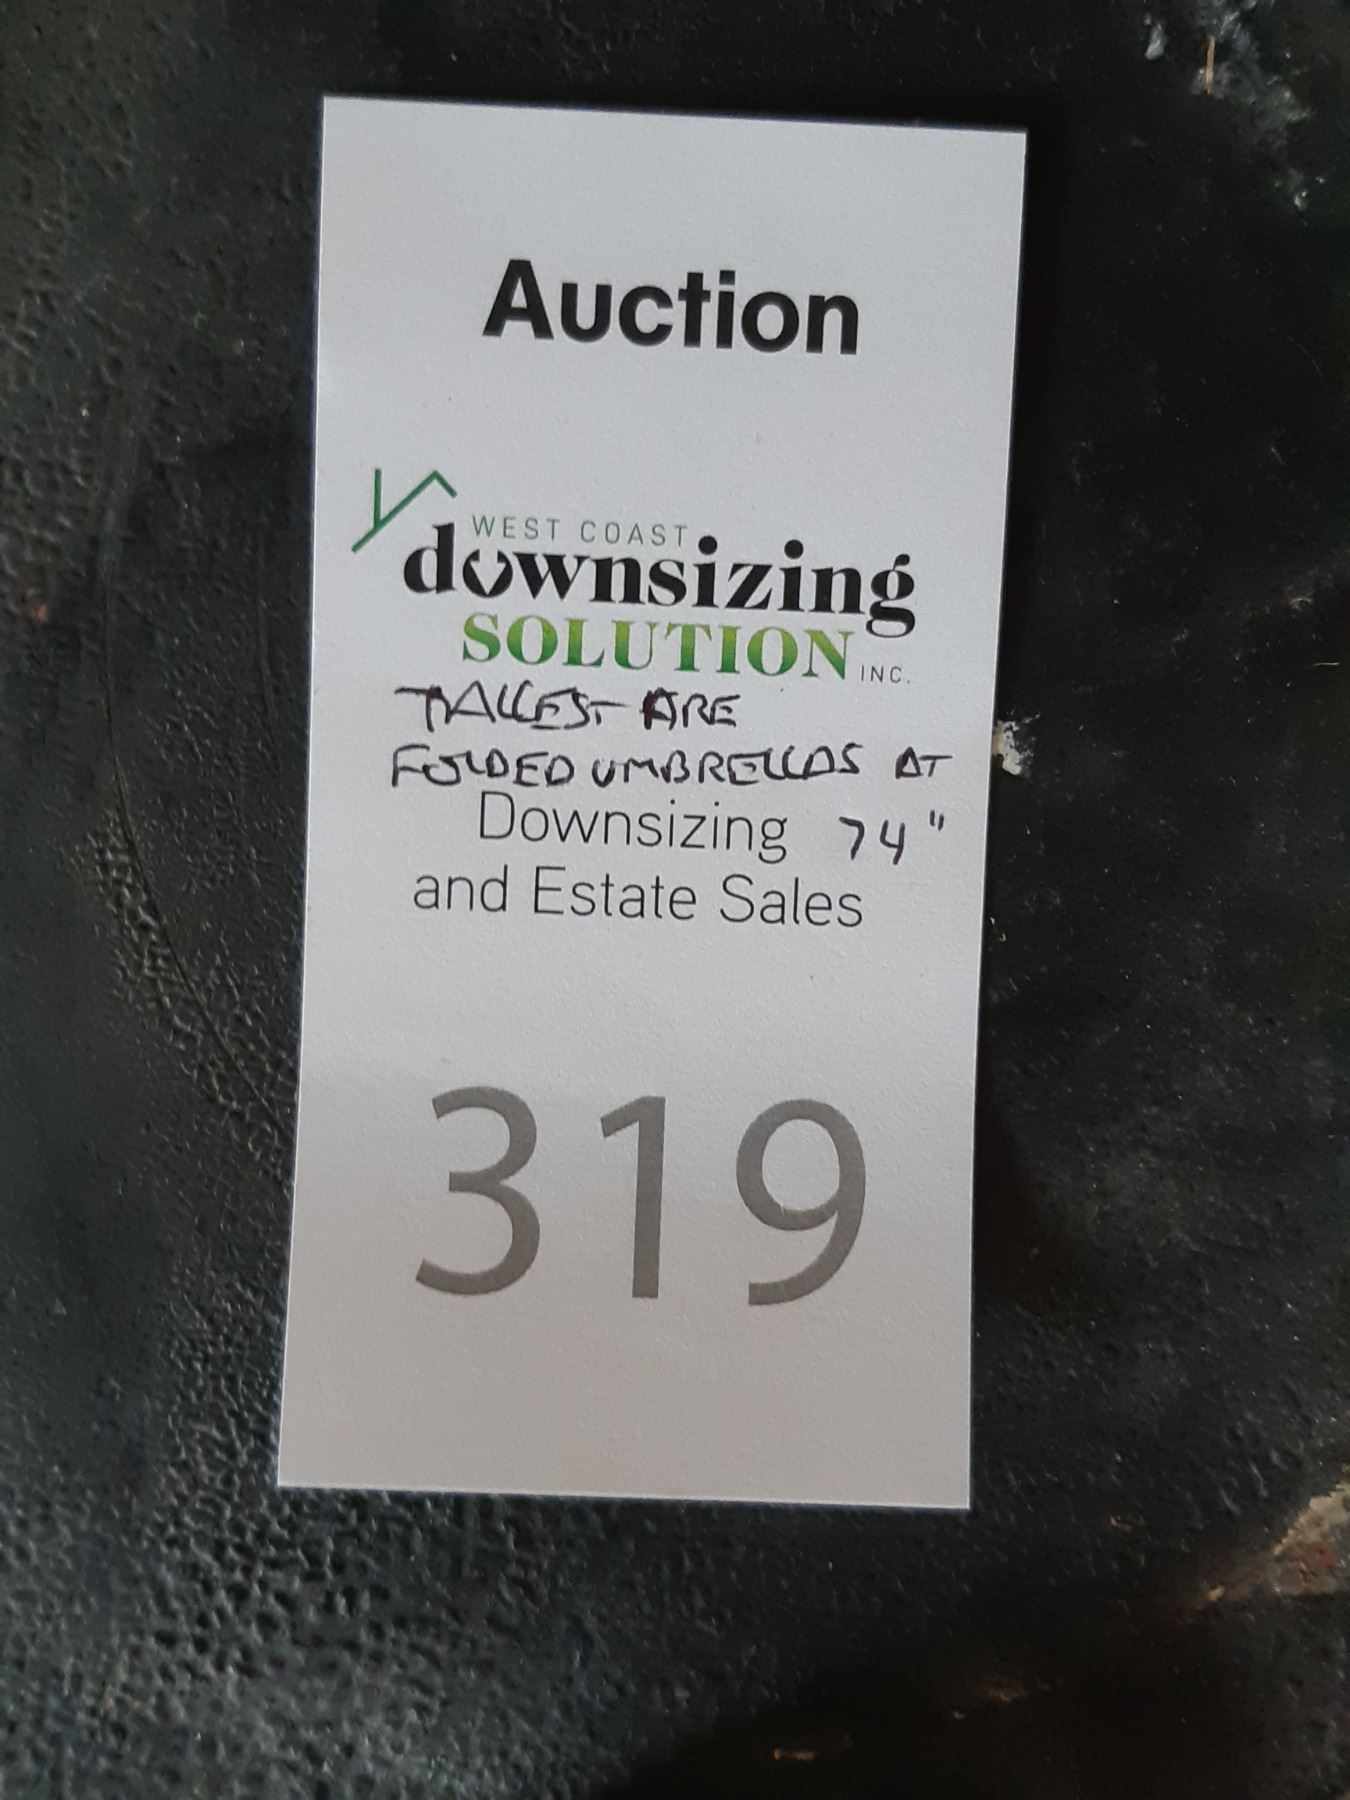 Auction
WEST COAST
downsizing
SOLUTION INC.
TALLEST ARE
FOLDED UMBRELLAS AT
Downsizing 74"
and Estate Sales
319